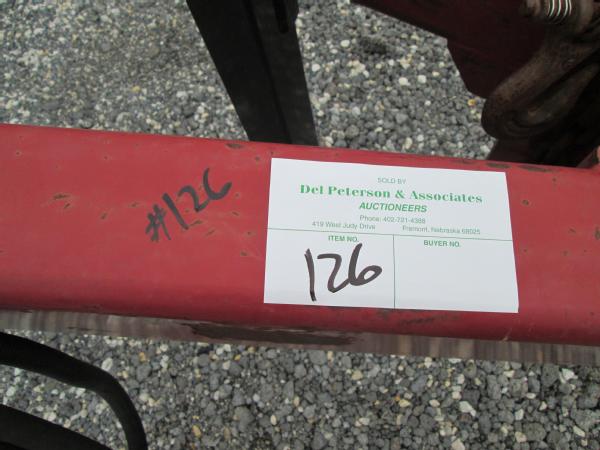 #126
SOLD BY
Del Peterson & Associates
AUCTIONEERS
Phone: 402-721-4388
419 West Judy Drive Fremont, Nebraska 68025
ITEM NO. BUYER NO.
126